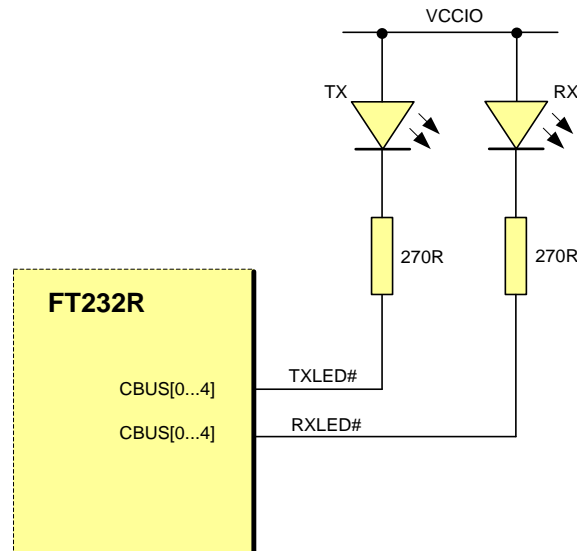 VCCIO
TX
RX
270R
270R
FT232R
CBUS[0...4]
TXLED#
CBUS[0...4]
RXLED#